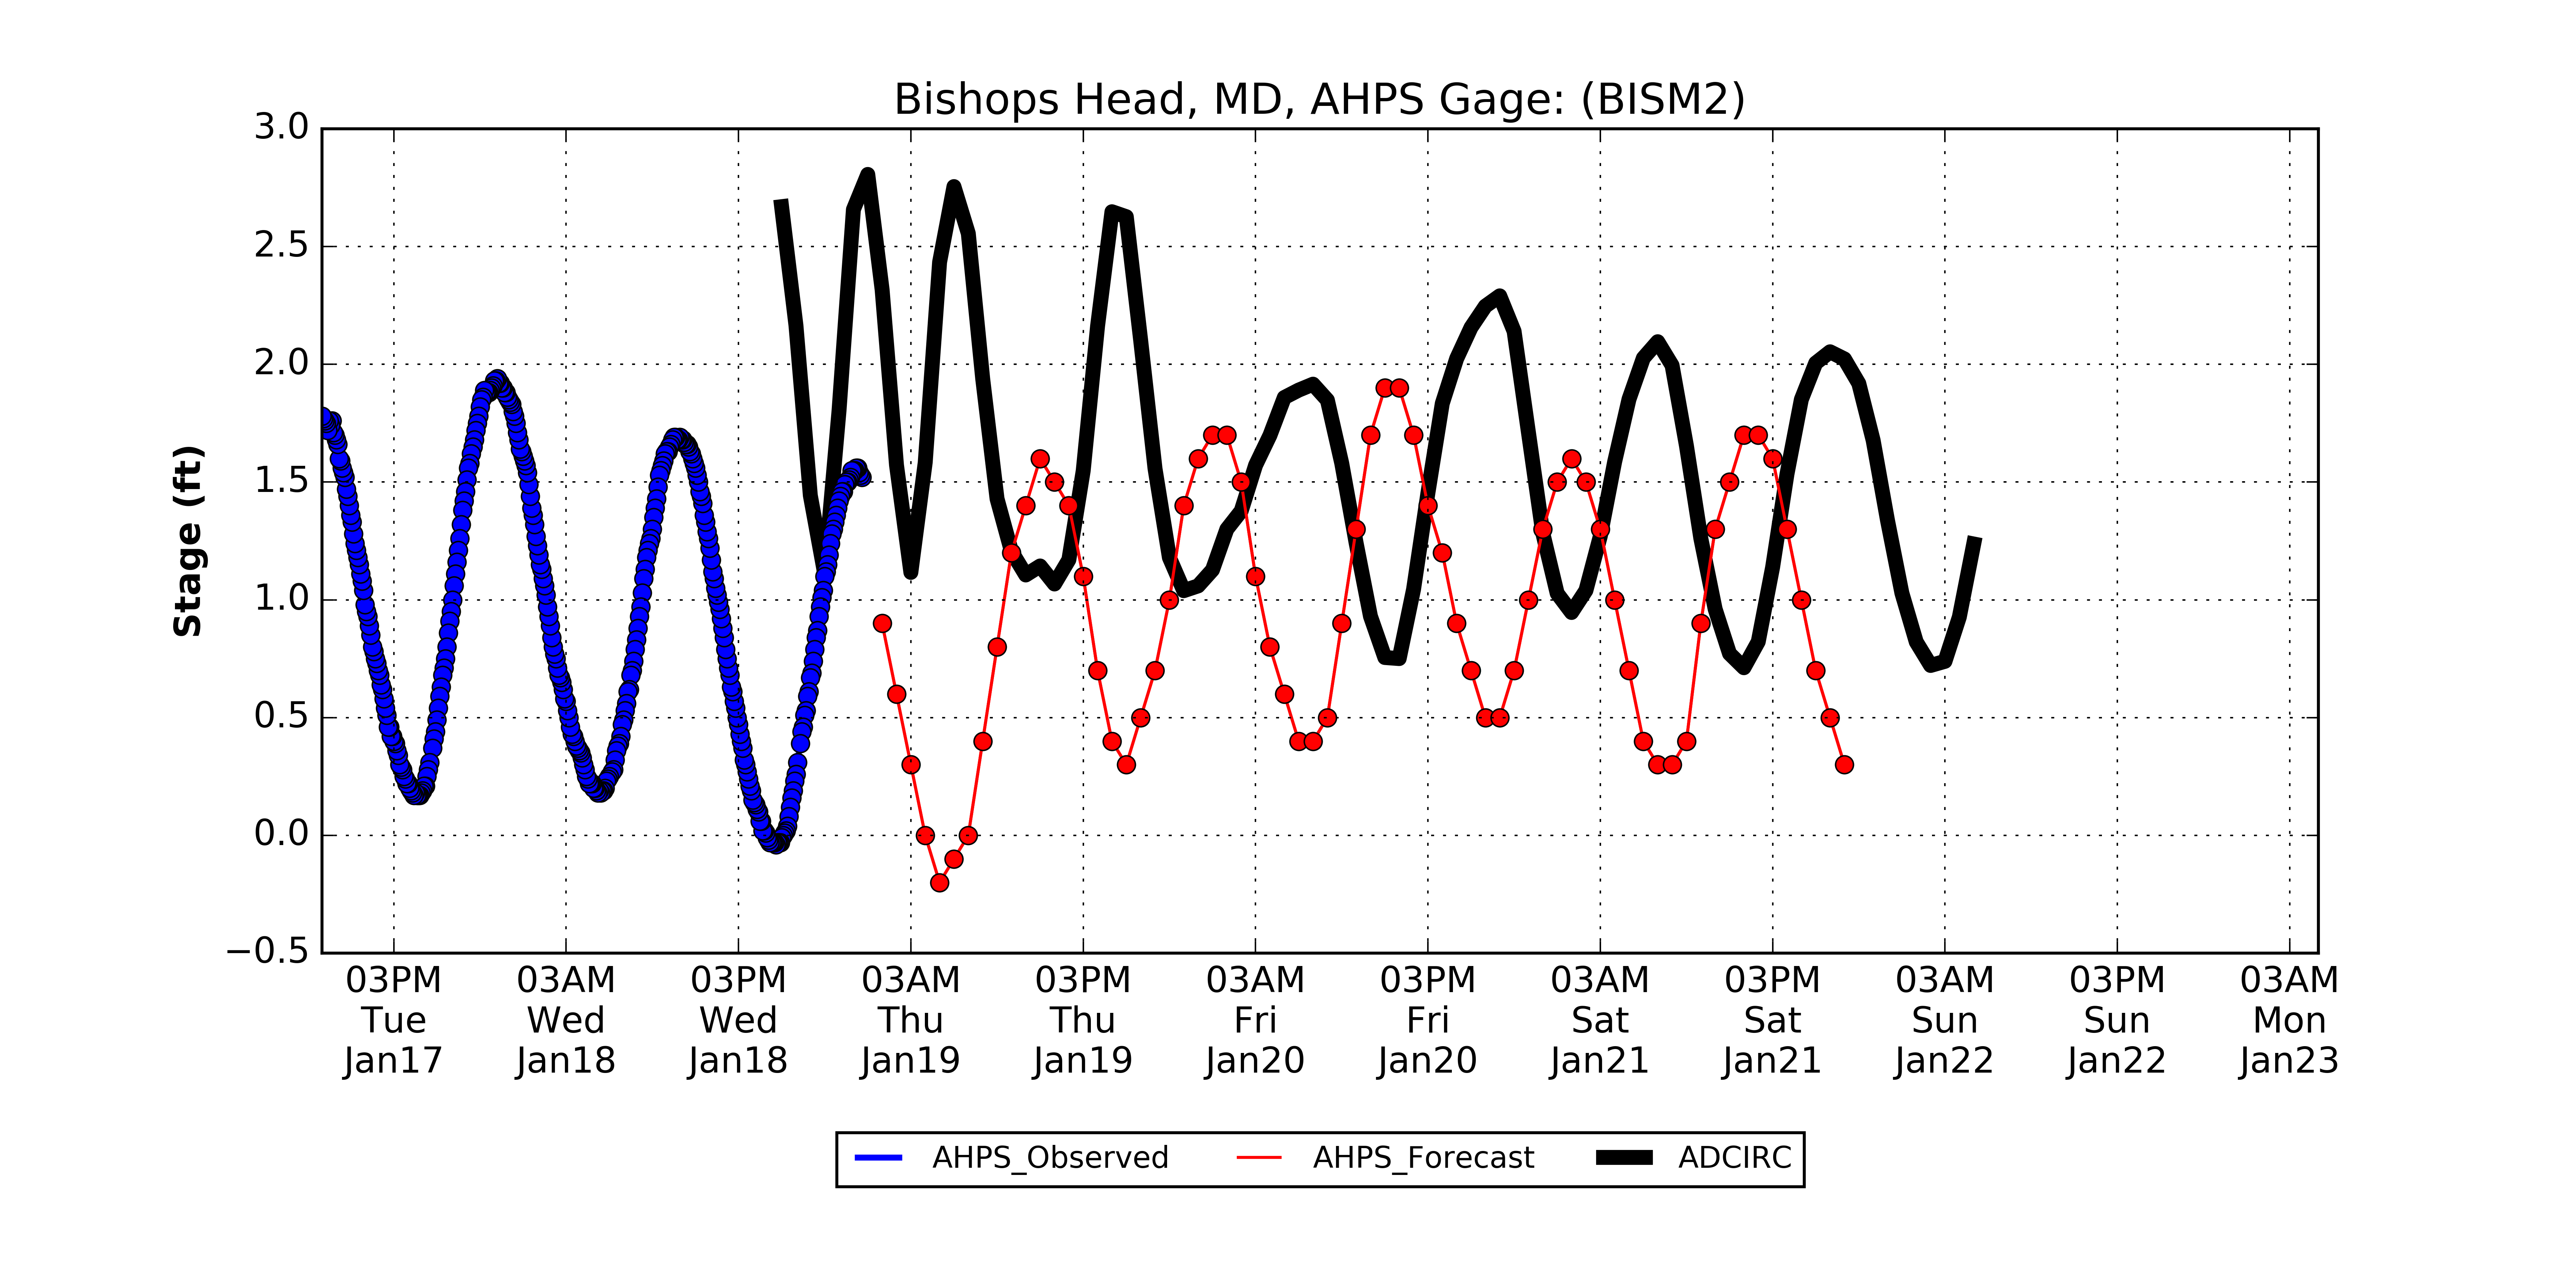 Bishops Head, MD, AHPS Gage: (BISM2)
3.0
2.5
2.0
1.5
1.0
0.5
0.0
−0.5
Stage (ft)
03PM 03AM 03PM 03AM 03PM 03AM 03PM 03AM 03PM 03AM 03PM 03AM
Tue Wed Wed Thu Thu Fri Fri Sat Sat Sun Sun Mon
Jan17 Jan18 Jan18 Jan19 Jan19 Jan20 Jan20 Jan21 Jan21 Jan22 Jan22 Jan23
AHPS_Observed AHPS_Forecast ADCIRC